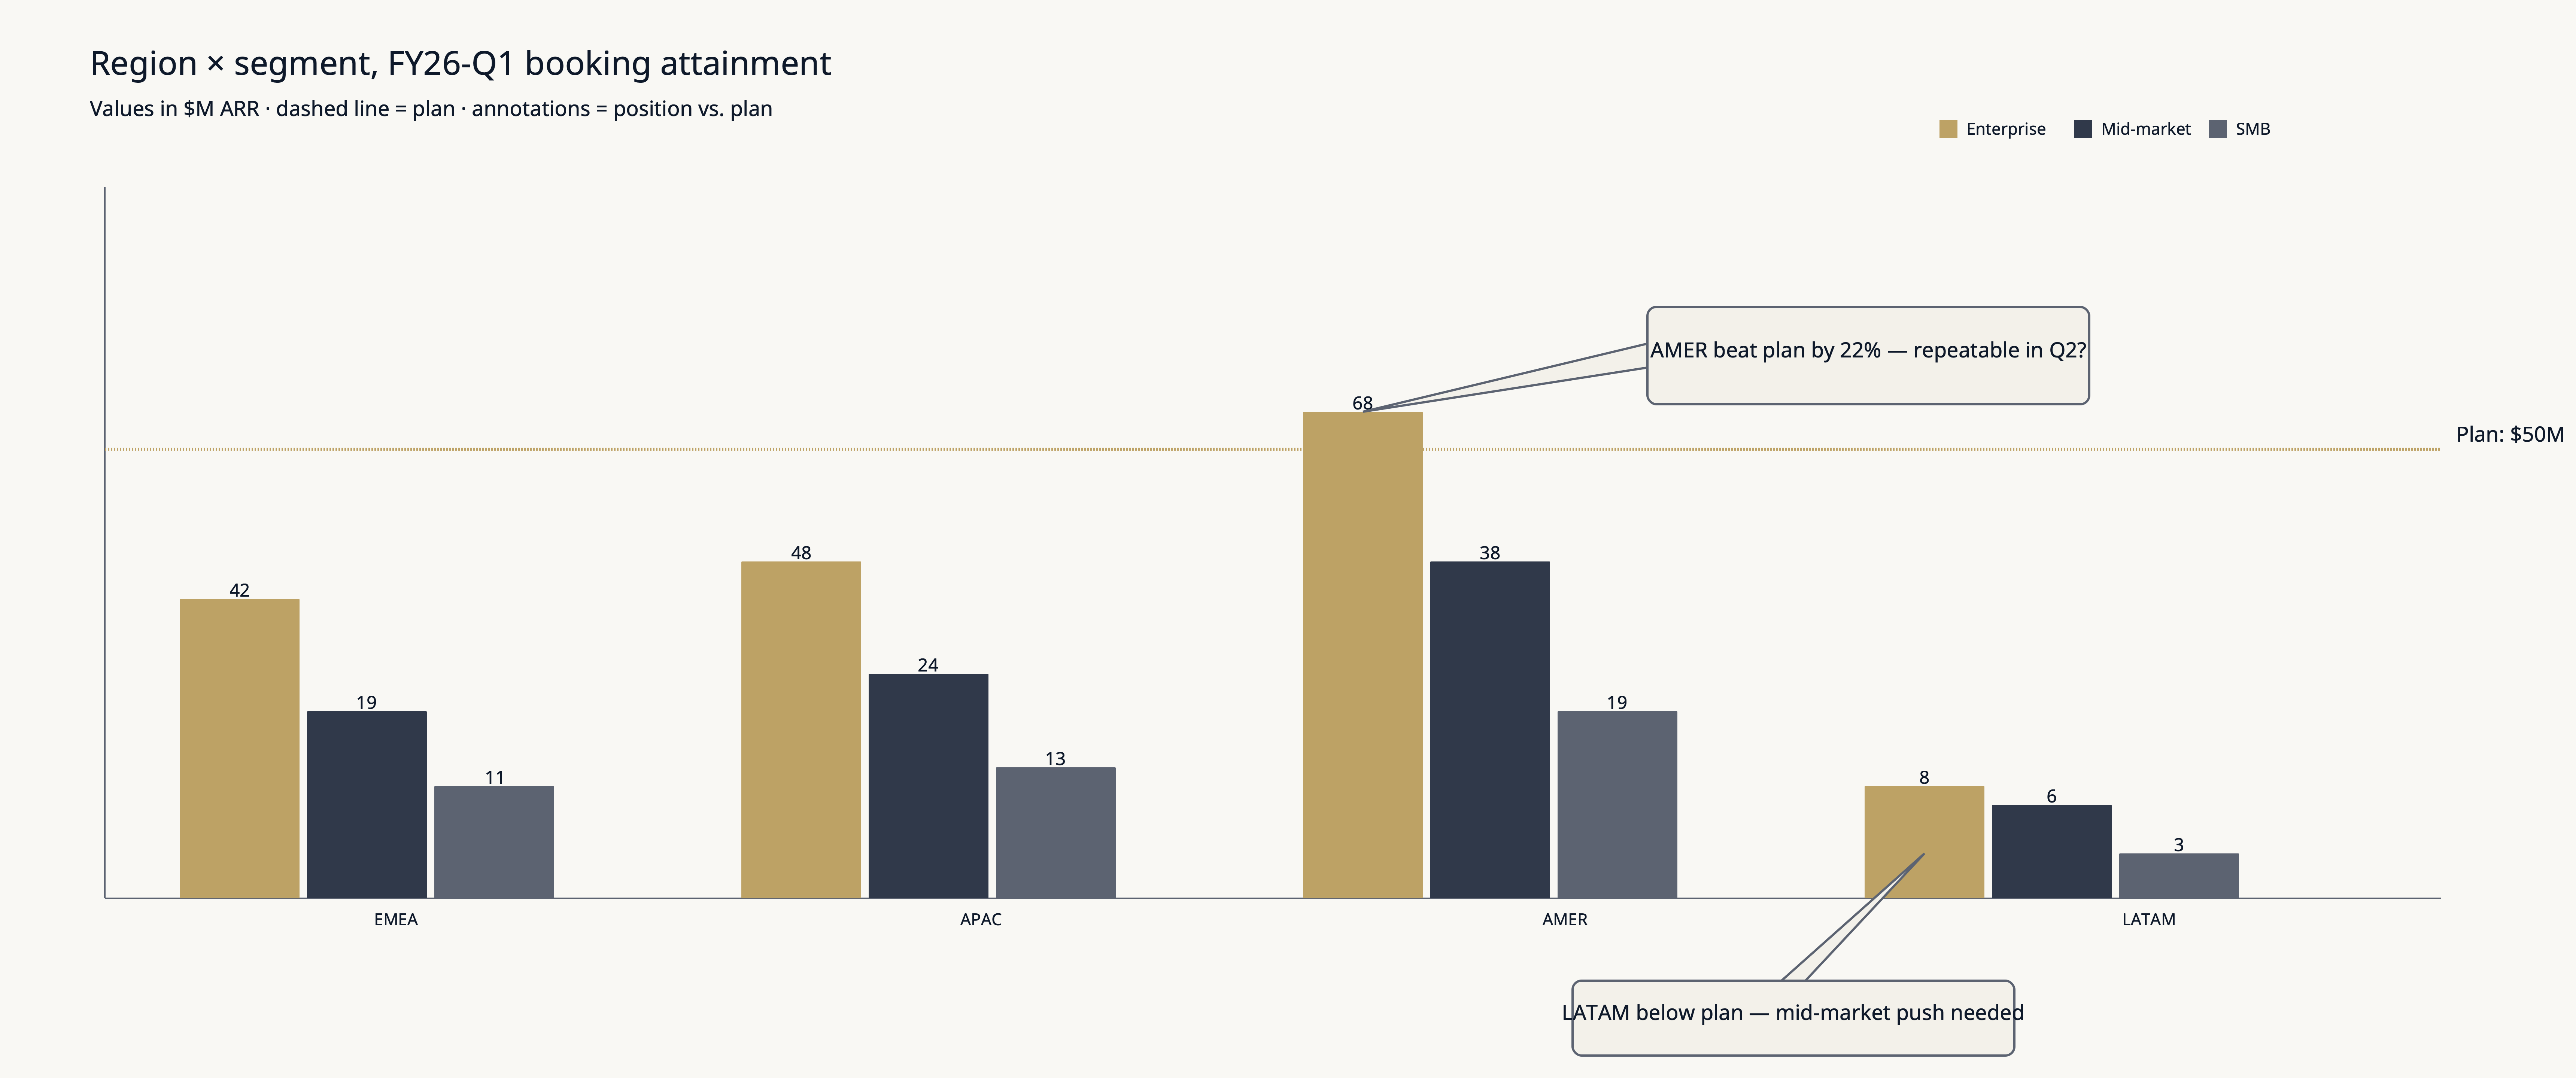 Region × segment, FY26-Q1 booking attainment
Values in $M ARR · dashed line = plan · annotations = position vs. plan
Enterprise
Mid-market
SMB
AMER beat plan by 22% — repeatable in Q2?
68
Plan: $50M
48
38
42
24
19
19
13
11
8
6
3
EMEA
APAC
AMER
LATAM
LATAM below plan — mid-market push needed